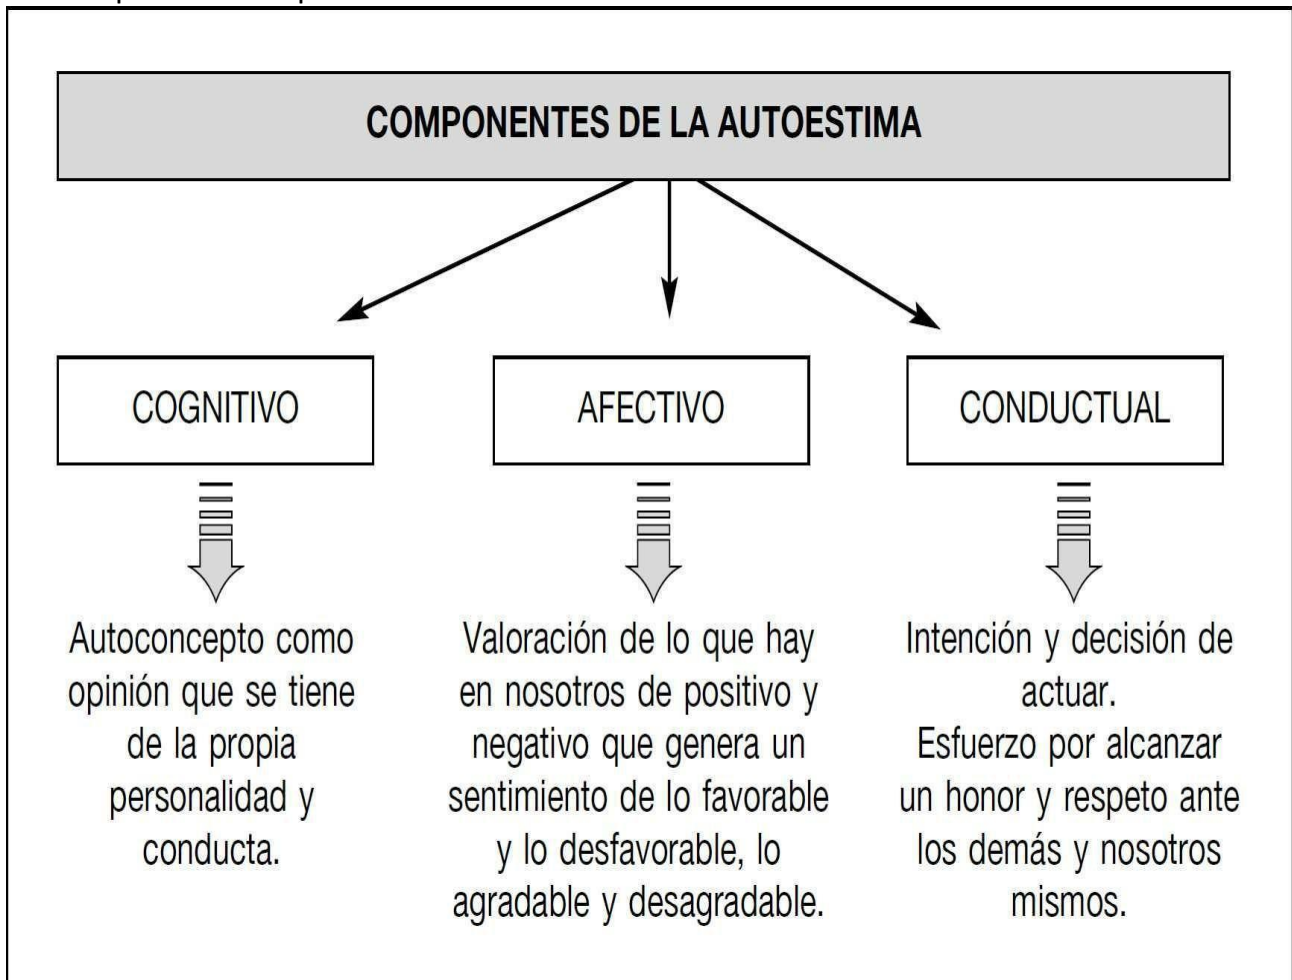 COMPONENTES DE LA AUTOESTIMA
COGNITIVO
AFECTIVO
CONDUCTUAL
Autoconcepto como
opinión que se tiene
de la propia
personalidad y
conducta.
Valoración de lo que hay
en nosotros de positivo y
negativo que genera un
sentimiento de lo favorable
y lo desfavorable, lo
agradable y desagradable.
Intención y decisión de
actuar.
Esfuerzo por alcanzar
un honor y respeto ante
los demás y nosotros
mismos.